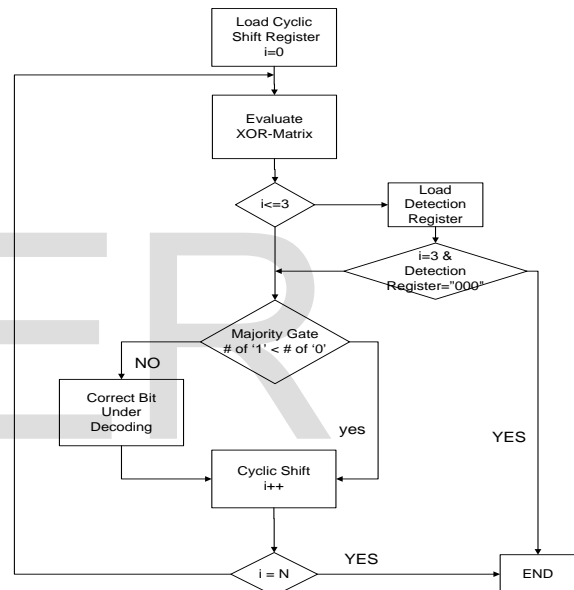 Load Cyclic
Shift Register
i=0
Evaluate
XOR-Matrix
i<=3
Load
Detection
Register
i=3 &
Detection
Register="000"
Majority Gate
# of '1' < # of '0'
NO
Correct Bit
Under
Decoding
yes
YES
Cyclic Shift
i++
i = N
YES
END
ER